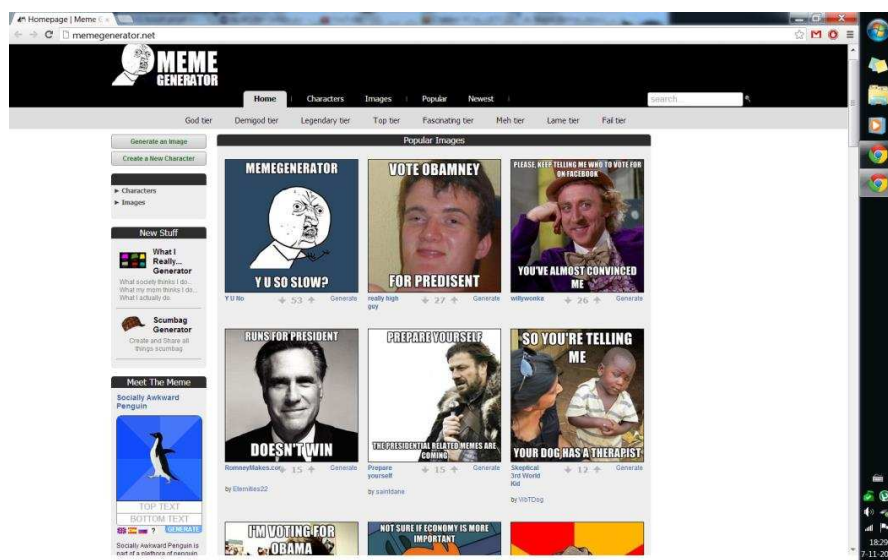 Homepage | Meme G
memegenerator.net
MEME
GENERATOR
Home
Characters
Images
Popular
Newest
search...
God tier
Demigod tier
Legendary tier
Top tier
Fascinating tier
Meh tier
Lame tier
Fail tier
Generate an Image
Create a New Character
Characters
Images
New Stuff
What I
Really...
Generator
What society thinks I do...
What my mom thinks I do...
What I actually do.
Scumbag
Generator
Create and Share all
things scumbag
Meet The Meme
Socially Awkward
Penguin
TOP TEXT
BOTTOM TEXT
? GENERATE
Socially Awkward Penguin is
part of a plethora of penguin
Popular Images
MEMEGENERATOR
Y U SO SLOW?
Y U No
53
Generate
VOTE OBAMNEY
FOR PREDISENT
really high
guy
27
Generate
PLEASE, KEEP TELLING ME WHO TO VOTE FOR
ON FACEBOOK
YOU'VE ALMOST CONVINCED
ME
willywonka
26
Generate
RUNS FOR PRESIDENT
DOESN'T WIN
15
Generate
by Eternities22
PREPARE YOURSELF
THE PRESIDENTIAL RELATED MEMES ARE
COMING
Prepare
yourself
15
Generate
by saintdane
SO YOU'RE TELLING
ME
YOUR DOG HAS A THERAPIST
Skeptical
3rd World
Kid
12
Generate
by VibTDog
I'M VOTING FOR
OBAMA
NOT SURE IF ECONOMY IS MORE
IMPORTANT
18:29